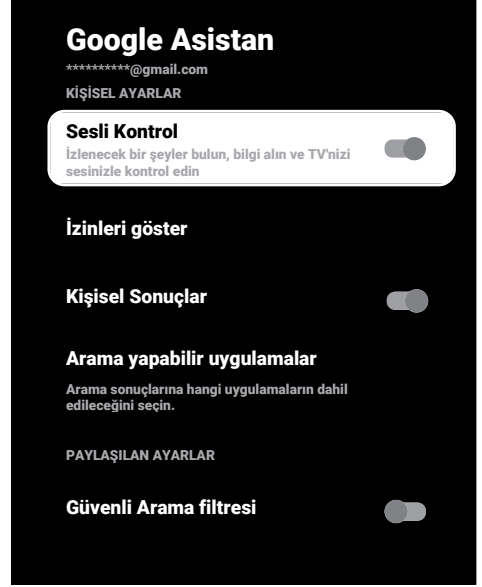 Google Asistan
**********@gmail.com
KİŞİSEL AYARLAR
Sesli Kontrol
İzlenecek bir şeyler bulun, bilgi alın ve TV'nizi
sesinizle kontrol edin
İzinleri göster
Kişisel Sonuçlar
Arama yapabilir uygulamalar
Arama sonuçlarına hangi uygulamaların dahil
edileceğini seçin.
PAYLAŞILAN AYARLAR
Güvenli Arama filtresi